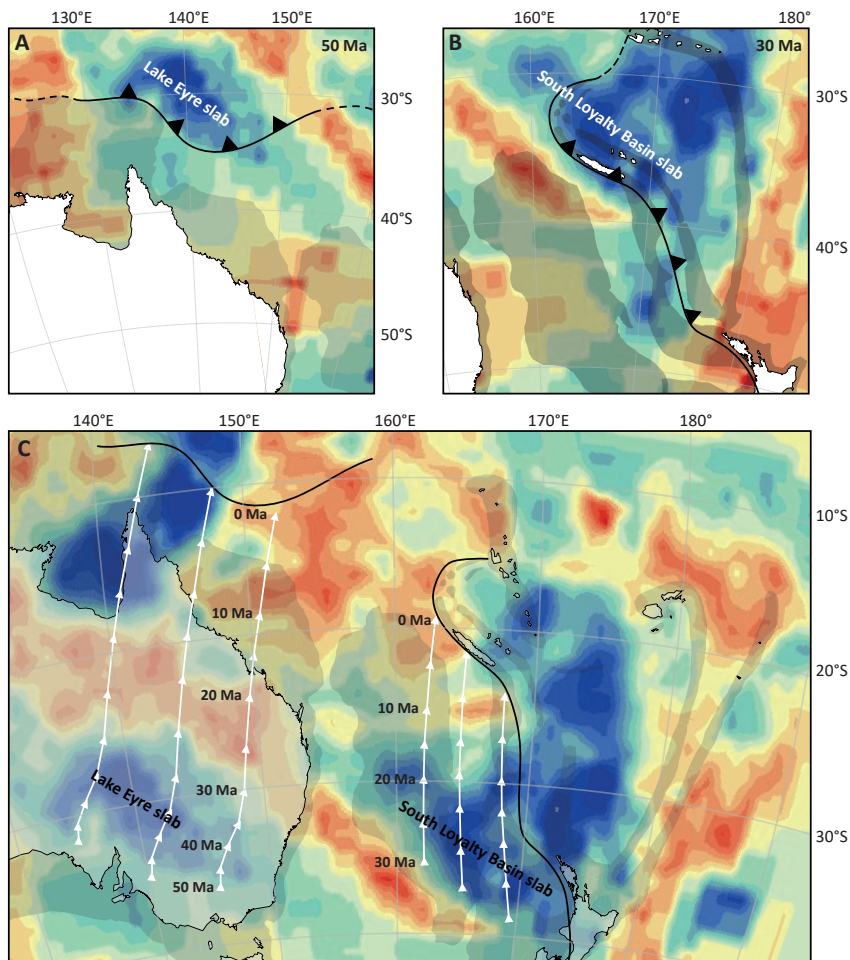 130°E 140°E 150°E
A
50 Ma
Lake Eyre
slab
30°S
40°S
50°S
160°E 170°E 180°
B
30 Ma
South Loyalty Basin slab
30°S
40°S
140°E 150°E 160°E 170°E 180°
C
0 Ma
10 Ma
20 Ma
30 Ma
40 Ma
50 Ma
Lake Eyre
slab
0 Ma
10 Ma
20 Ma
30 Ma
South Loyalty Basin slab
10°S
20°S
30°S